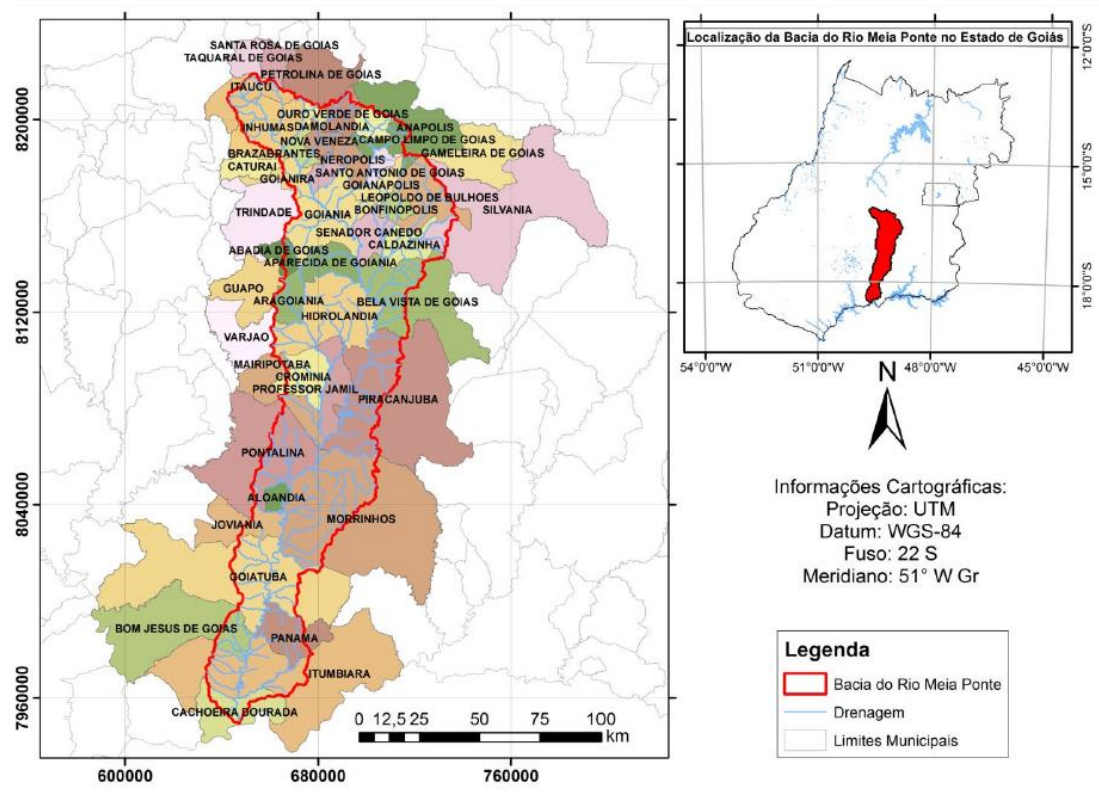 SANTA ROSA DE GOIAS
TAQUARAL DE GOIAS
PETROLINA DE GOIAS
ITAUCU
OURO VERDE DE GOIAS
INHUMAS
DAMOLANDIA
ANAPOLIS
NOVA VENEZA
CAMPO LIMPO DE GOIAS
BRAZABRANTES
NEROPOLIS
GAMELEIRA DE GOIAS
CATURAI
SANTO ANTONIO DE GOIAS
GOIANIRA
GOIANAPOLIS
LEOPOLDO DE BULHOES
TRINDADE
GOIANIA
BONFINOPOLIS
SILVANIA
SENADOR CANEDO
CALDAZINHA
ABADIA DE GOIAS
APARECIDA DE GOIANIA
GUAPO
ARAGOIANIA
BELA VISTA DE GOIAS
HIDROLANDIA
VARJAO
MAIRIPOTABA
CROMINIA
PROFESSOR JAMIL
PIRACANJUBA
PONTALINA
ALOANDIA
MORRINHOS
JOVIANIA
GOIATUBA
BOM JESUS DE GOIAS
PANAMA
ITUMBIARA
CACHOEIRA DOURADA
0 12,5 25 50 75 100
km
8200000
8120000
8040000
7960000
600000 680000 760000
Localização da Bacia do Rio Meia Ponte no Estado de Goiás
12°0'0"S
15°0'0"S
18°0'0"S
54°0'0"W 51°0'0"W 48°0'0"W 45°0'0"W
N
Informações Cartográficas:
Projeção: UTM
Datum: WGS-84
Fuso: 22 S
Meridiano: 51° W Gr
Legenda
Bacia do Rio Meia Ponte
Drenagem
Limites Municipais